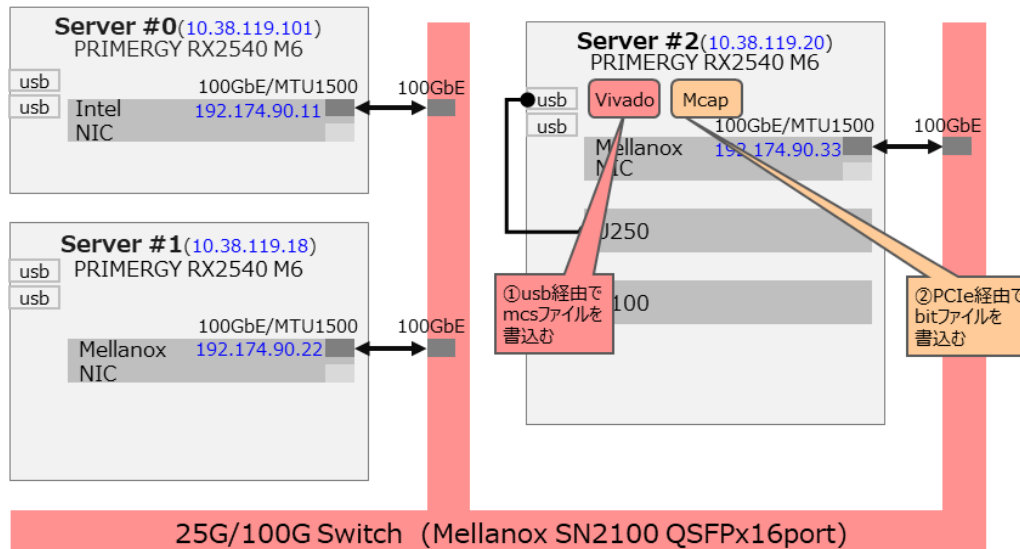 Server #0(10.38.119.101)
PRIMERGY RX2540 M6
usb
usb
100GbE/MTU1500
100GbE
Intel
NIC
192.174.90.11
Server #1(10.38.119.18)
PRIMERGY RX2540 M6
usb
usb
100GbE/MTU1500
100GbE
Mellanox
NIC
192.174.90.22
Server #2(10.38.119.20)
PRIMERGY RX2540 M6
usb
usb
Vivado
Mcap
100GbE/MTU1500
100GbE
Mellanox
NIC
192.174.90.33
U250
100
①usb経由で
mcsファイルを
書込む
②PCIe経由で
bitファイルを
書込む
25G/100G Switch (Mellanox SN2100 QSFPx16port)